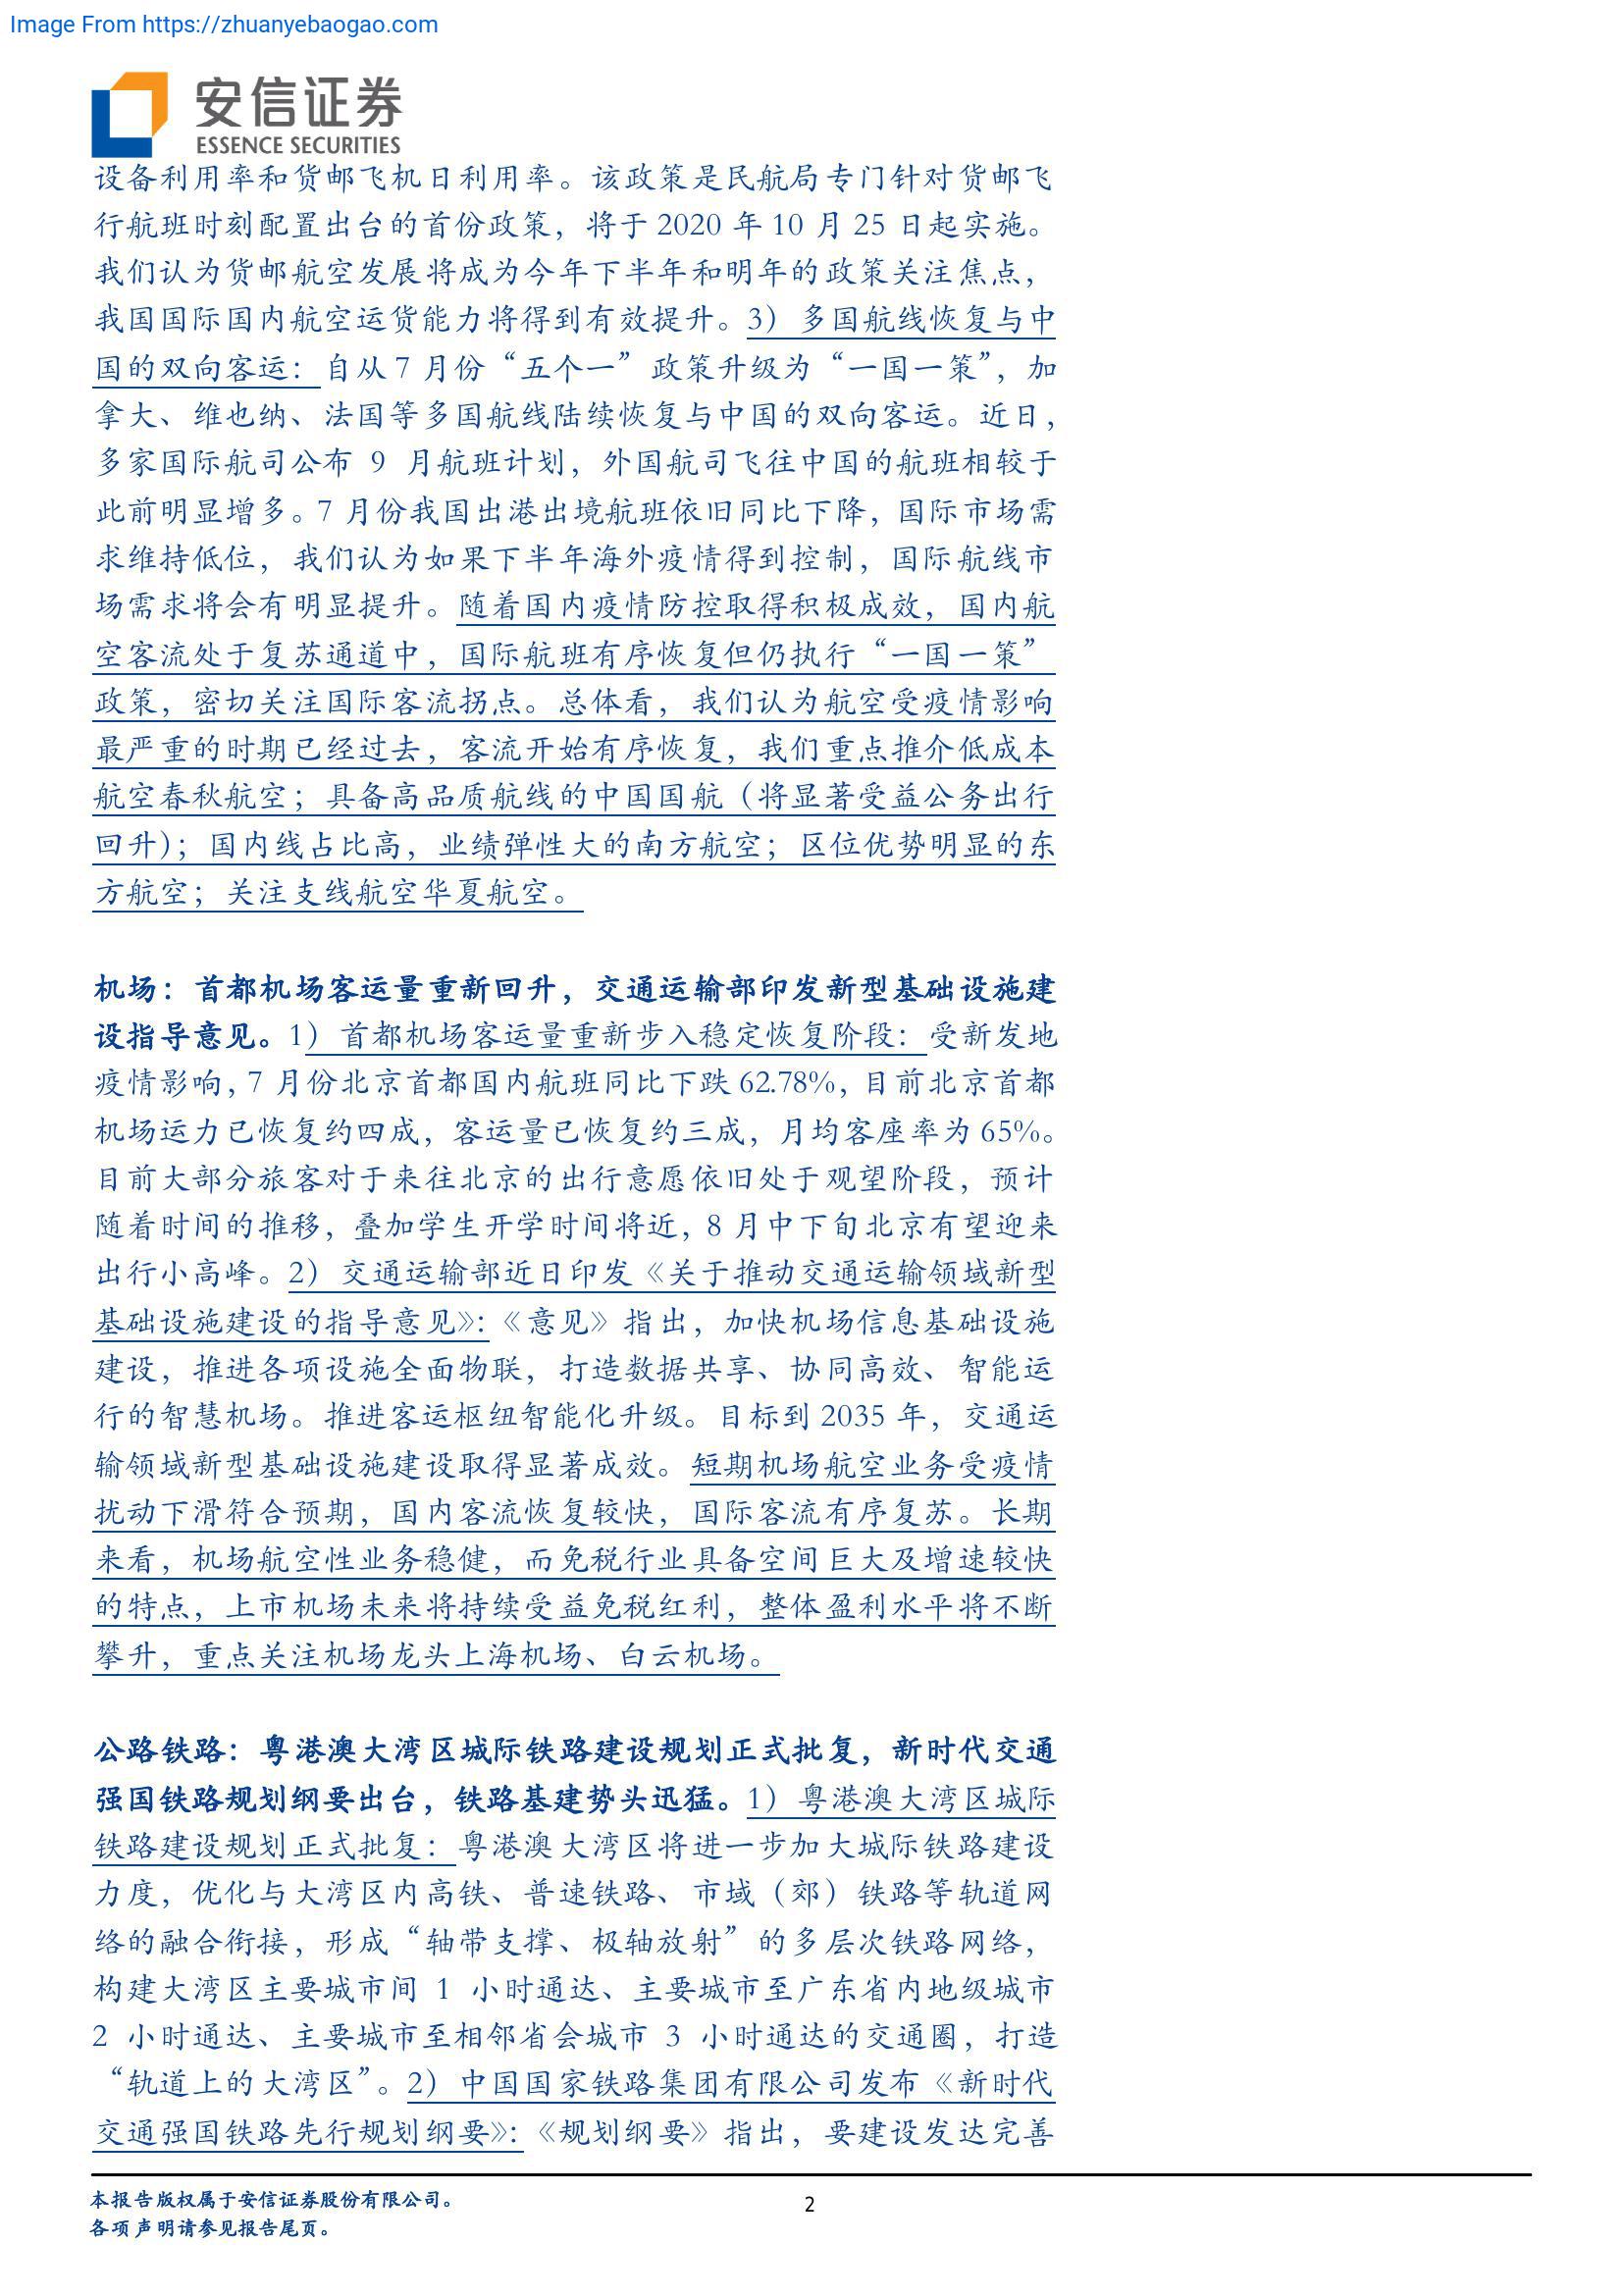 Image From https://zhuanyebaogao.com
安信证券
ESSENCE SECURITIES
设备利用率和货邮飞机日利用率。该政策是民航局专门针对货邮飞
行航班时刻配置出台的首份政策，将于 2020 年 10 月 25 日起实施。
我们认为货邮航空发展将成为今年下半年和明年的政策关注焦点，
我国国际国内航空运货能力将得到有效提升。3）多国航线恢复与中
国的双向客运：自从 7 月份“五个一”政策升级为“一国一策”，加
拿大、维也纳、法国等多国航线陆续恢复与中国的双向客运。近日，
多家国际航司公布 9 月航班计划，外国航司飞往中国的航班相较于
此前明显增多。7 月份我国出港出境航班依旧同比下降，国际市场需
求维持低位，我们认为如果下半年海外疫情得到控制，国际航线市
场需求将会有明显提升。随着国内疫情防控取得积极成效，国内航
空客流处于复苏通道中，国际航班有序恢复但仍执行“一国一策”
政策，密切关注国际客流拐点。总体看，我们认为航空受疫情影响
最严重的时期已经过去，客流开始有序恢复，我们重点推介低成本
航空春秋航空；具备高品质航线的中国国航（将显著受益公务出行
回升）；国内线占比高，业绩弹性大的南方航空；区位优势明显的东
方航空；关注支线航空华夏航空。
机场：首都机场客运量重新回升，交通运输部印发新型基础设施建
设指导意见。1）首都机场客运量重新步入稳定恢复阶段：受新发地
疫情影响，7 月份北京首都国内航班同比下跌 62.78%，目前北京首都
机场运力已恢复约四成，客运量已恢复约三成，月均客座率为 65%。
目前大部分旅客对于来往北京的出行意愿依旧处于观望阶段，预计
随着时间的推移，叠加学生开学时间将近，8 月中下旬北京有望迎来
出行小高峰。2）交通运输部近日印发《关于推动交通运输领域新型
基础设施建设的指导意见》：《意见》指出，加快机场信息基础设施
建设，推进各项设施全面物联，打造数据共享、协同高效、智能运
行的智慧机场。推进客运枢纽智能化升级。目标到 2035 年，交通运
输领域新型基础设施建设取得显著成效。短期机场航空业务受疫情
扰动下滑符合预期，国内客流恢复较快，国际客流有序复苏。长期
来看，机场航空性业务稳健，而免税行业具备空间巨大及增速较快
的特点，上市机场未来将持续受益免税红利，整体盈利水平将不断
攀升，重点关注机场龙头上海机场、白云机场。
公路铁路：粤港澳大湾区城际铁路建设规划正式批复，新时代交通
强国铁路规划纲要出台，铁路基建势头迅猛。1）粤港澳大湾区城际
铁路建设规划正式批复：粤港澳大湾区将进一步加大城际铁路建设
力度，优化与大湾区内高铁、普速铁路、市域（郊）铁路等轨道网
络的融合衔接，形成“轴带支撑、极轴放射”的多层次铁路网络，
构建大湾区主要城市间 1 小时通达、主要城市至广东省内地级城市
2 小时通达、主要城市至相邻省会城市 3 小时通达的交通圈，打造
“轨道上的大湾区”。2）中国国家铁路集团有限公司发布《新时代
交通强国铁路先行规划纲要》：《规划纲要》指出，要建设发达完善
本报告版权属于安信证券股份有限公司。
2
各项声明请参见报告尾页。